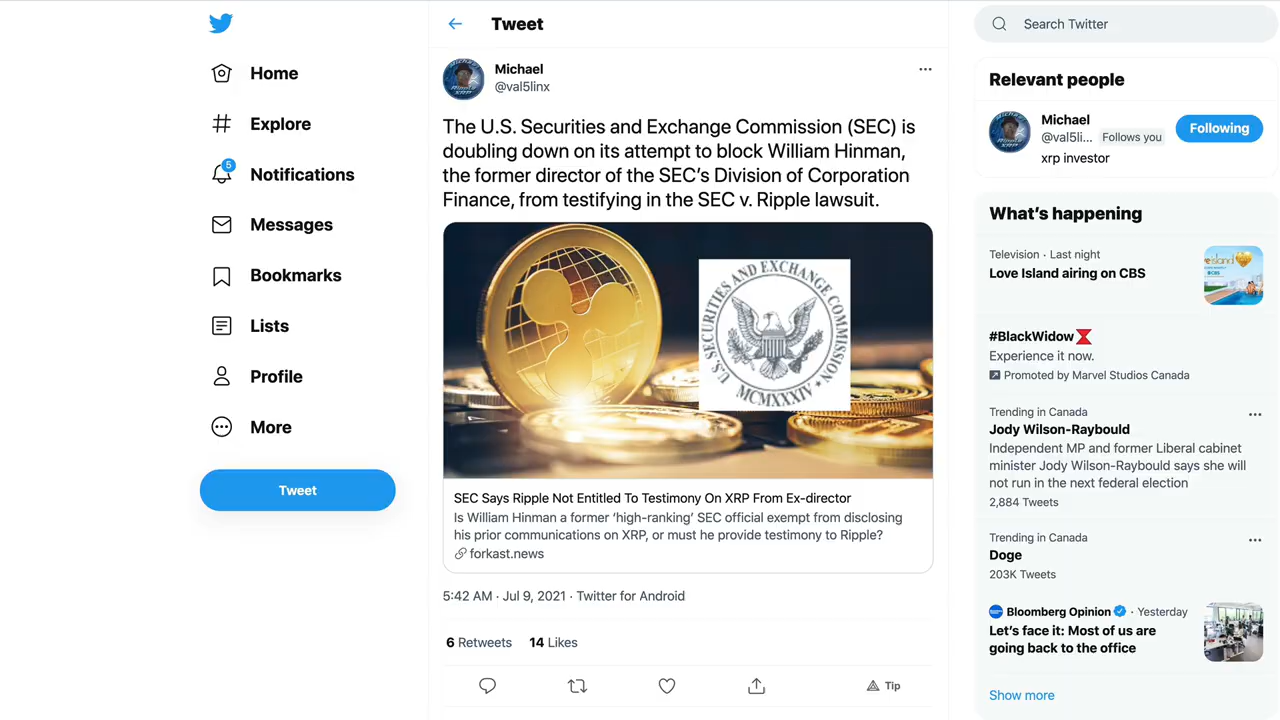 Home
Explore
5
Notifications
Messages
Bookmarks
Lists
Profile
More
Tweet
Tweet
Michael
@val5linx
The U.S. Securities and Exchange Commission (SEC) is
doubling down on its attempt to block William Hinman,
the former director of the SEC’s Division of Corporation
Finance, from testifying in the SEC v. Ripple lawsuit.
U.S. SECURITIES AND EXCHANGE COMMISSION
MCMXXXIV
SEC Says Ripple Not Entitled To Testimony On XRP From Ex-director
Is William Hinman a former ‘high-ranking’ SEC official exempt from disclosing
his prior communications on XRP, or must he provide testimony to Ripple?
forkast.news
5:42 AM · Jul 9, 2021 · Twitter for Android
6 Retweets 14 Likes
Tip
Search Twitter
Relevant people
Michael
@val5li... Follows you
Following
xrp investor
What’s happening
Television · Last night
Love Island airing on CBS
#BlackWidow
Experience it now.
Promoted by Marvel Studios Canada
Trending in Canada
Jody Wilson-Raybould
Independent MP and former Liberal cabinet
minister Jody Wilson-Raybould says she will
not run in the next federal election
2,884 Tweets
Trending in Canada
Doge
203K Tweets
Bloomberg Opinion · Yesterday
Let’s face it: Most of us are
going back to the office
Show more